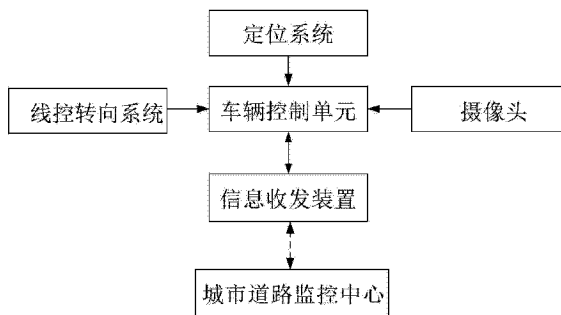 定位系统
线控转向系统
车辆控制单元
摄像头
信息收发装置
城市道路监控中心